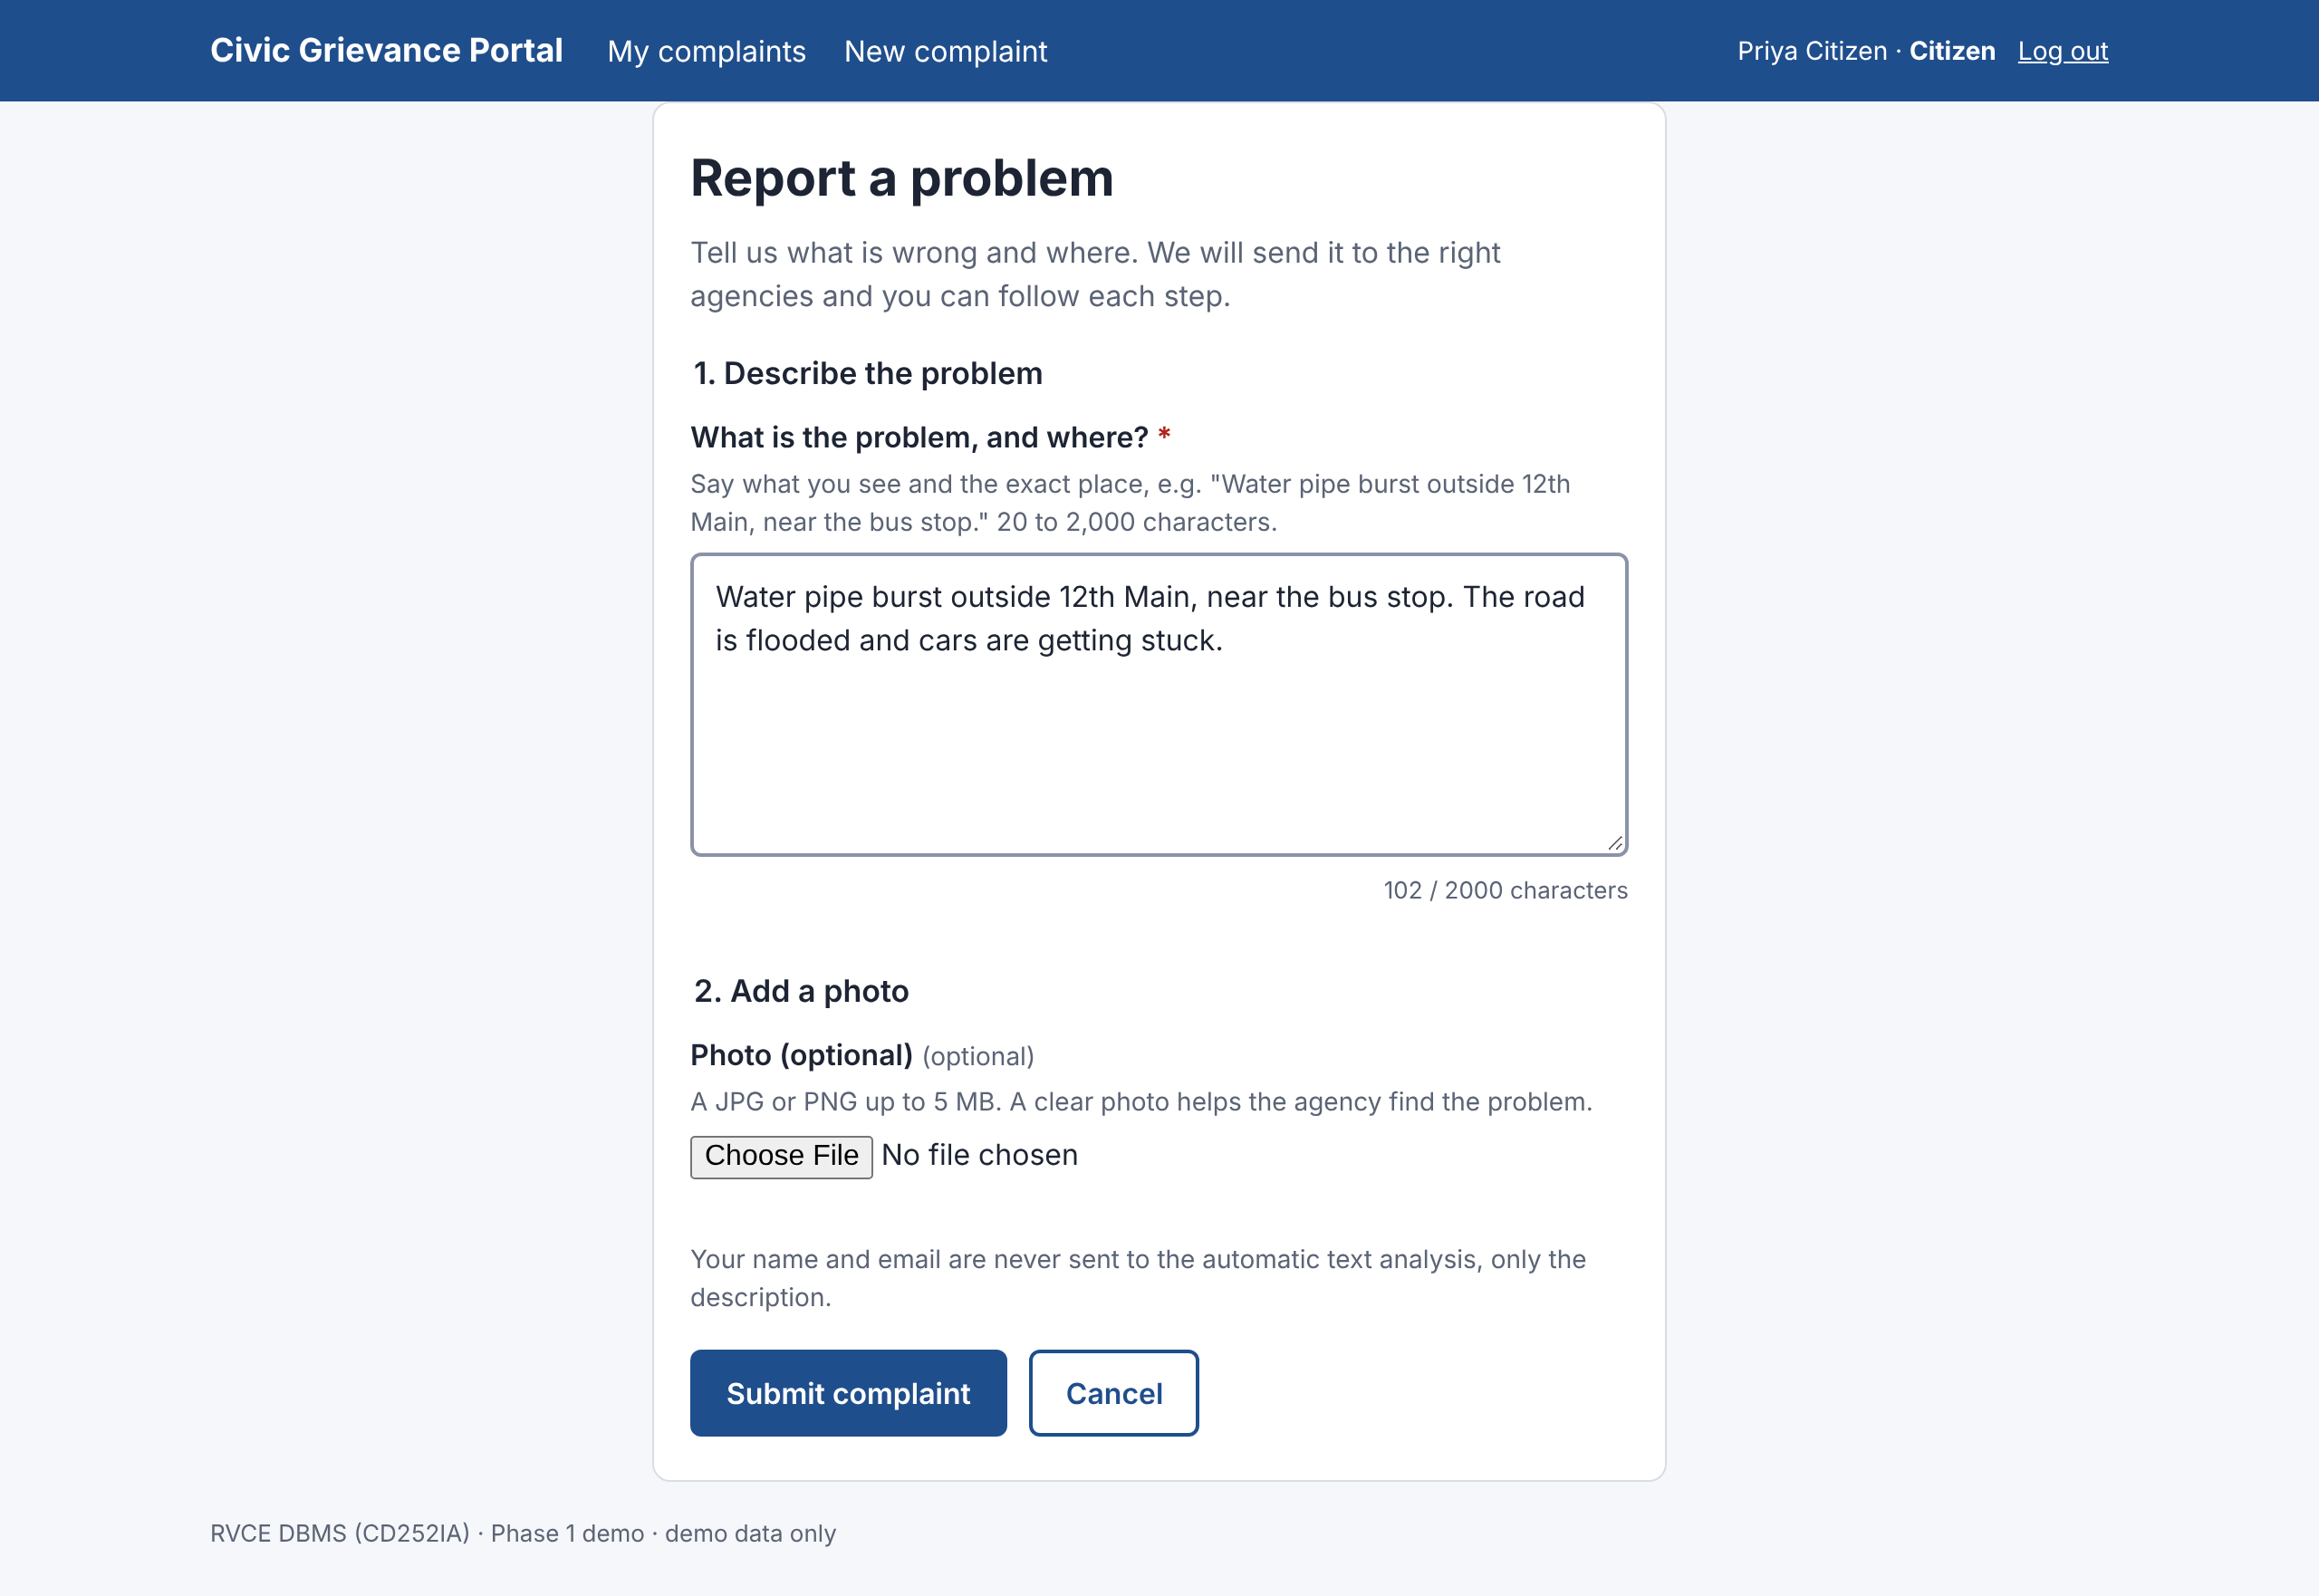 Civic Grievance Portal My complaints New complaint Priya Citizen · Citizen Log out
Report a problem
Tell us what is wrong and where. We will send it to the right
agencies and you can follow each step.
1. Describe the problem
What is the problem, and where? *
Say what you see and the exact place, e.g. "Water pipe burst outside 12th
Main, near the bus stop." 20 to 2,000 characters.
Water pipe burst outside 12th Main, near the bus stop. The road
is flooded and cars are getting stuck.
102 / 2000 characters
2. Add a photo
Photo (optional) (optional)
A JPG or PNG up to 5 MB. A clear photo helps the agency find the problem.
Choose File No file chosen
Your name and email are never sent to the automatic text analysis, only the
description.
Submit complaint Cancel
RVCE DBMS (CD252IA) · Phase 1 demo · demo data only